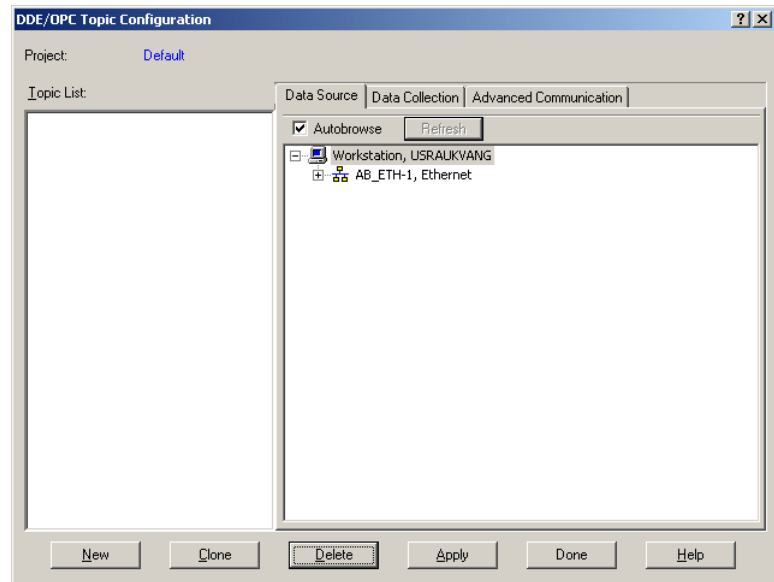 DDE/OPC Topic Configuration
Project: Default
Topic List:
Data Source Data Collection Advanced Communication
Autobrowse Refresh
Workstation, USRAUKVANG
AB_ETH-1, Ethernet
New Clone Delete Apply Done Help